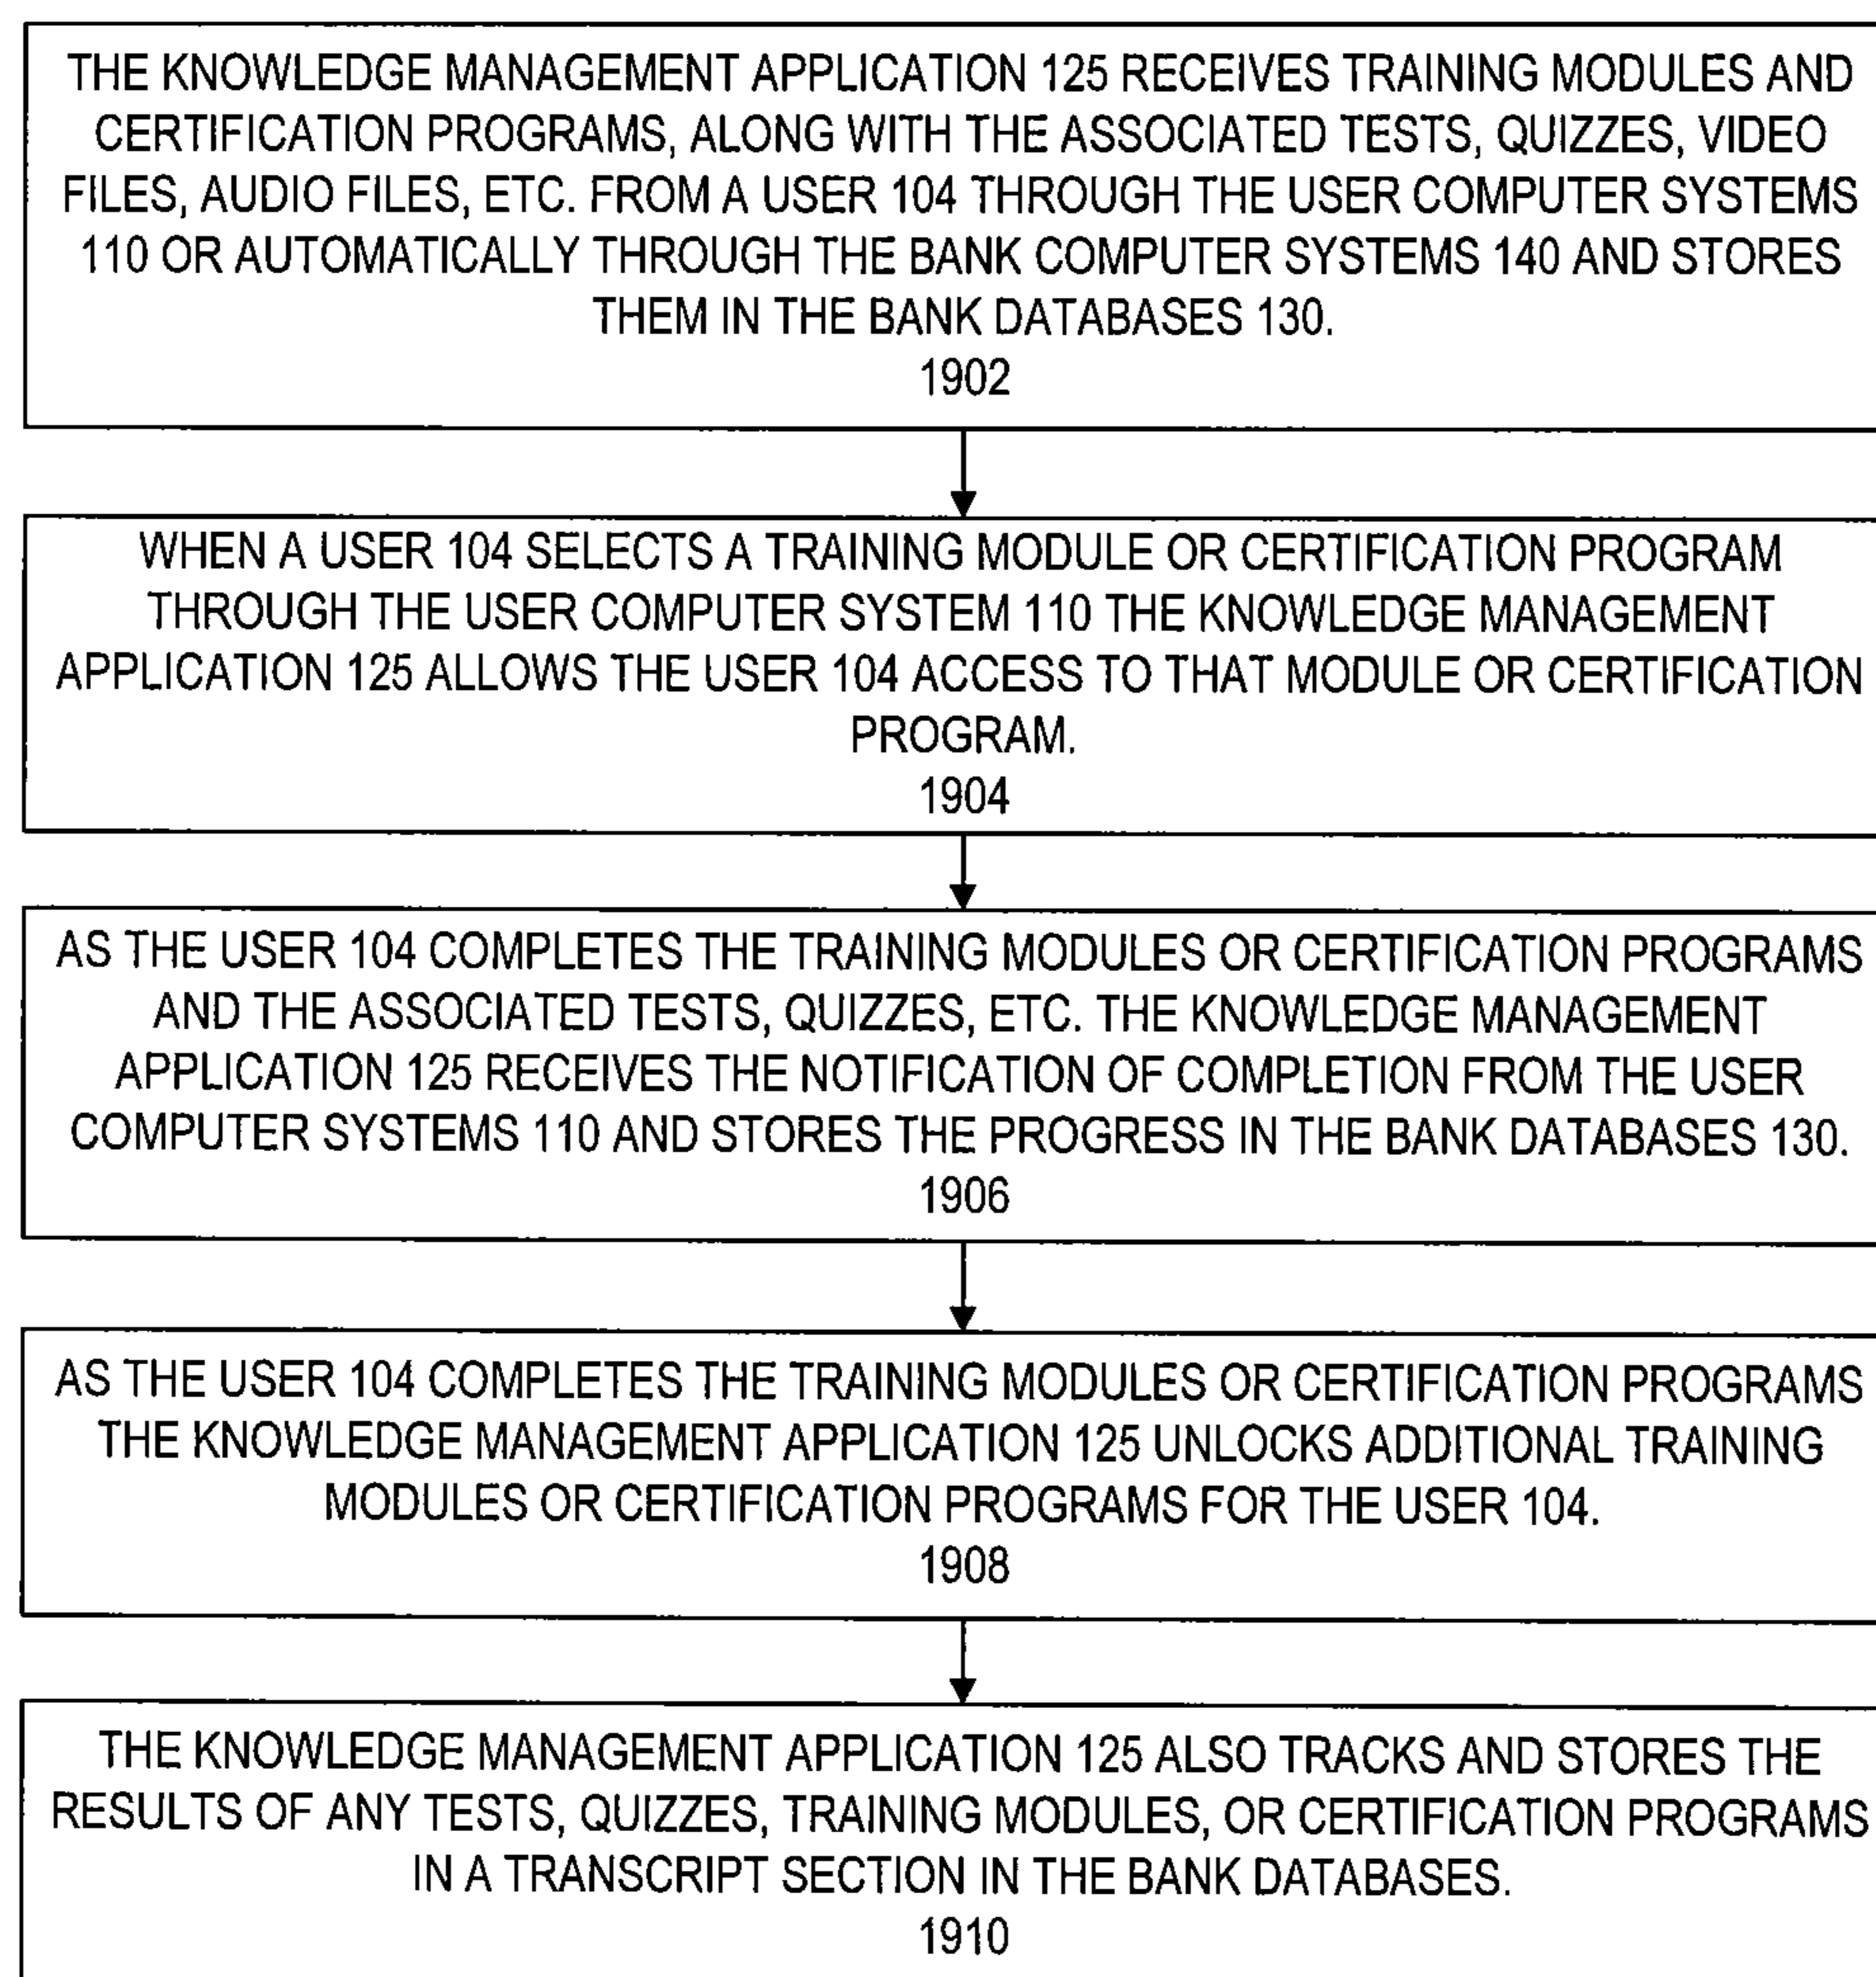 THE KNOWLEDGE MANAGEMENT APPLICATION 125 RECEIVES TRAINING MODULES AND
CERTIFICATION PROGRAMS, ALONG WITH THE ASSOCIATED TESTS, QUIZZES, VIDEO
FILES, AUDIO FILES, ETC. FROM A USER 104 THROUGH THE USER COMPUTER SYSTEMS
110 OR AUTOMATICALLY THROUGH THE BANK COMPUTER SYSTEMS 140 AND STORES
THEM IN THE BANK DATABASES 130.
1902
WHEN A USER 104 SELECTS A TRAINING MODULE OR CERTIFICATION PROGRAM
THROUGH THE USER COMPUTER SYSTEM 110 THE KNOWLEDGE MANAGEMENT
APPLICATION 125 ALLOWS THE USER 104 ACCESS TO THAT MODULE OR CERTIFICATION
PROGRAM.
1904
AS THE USER 104 COMPLETES THE TRAINING MODULES OR CERTIFICATION PROGRAMS
AND THE ASSOCIATED TESTS, QUIZZES, ETC. THE KNOWLEDGE MANAGEMENT
APPLICATION 125 RECEIVES THE NOTIFICATION OF COMPLETION FROM THE USER
COMPUTER SYSTEMS 110 AND STORES THE PROGRESS IN THE BANK DATABASES 130.
1906
AS THE USER 104 COMPLETES THE TRAINING MODULES OR CERTIFICATION PROGRAMS
THE KNOWLEDGE MANAGEMENT APPLICATION 125 UNLOCKS ADDITIONAL TRAINING
MODULES OR CERTIFICATION PROGRAMS FOR THE USER 104.
1908
THE KNOWLEDGE MANAGEMENT APPLICATION 125 ALSO TRACKS AND STORES THE
RESULTS OF ANY TESTS, QUIZZES, TRAINING MODULES, OR CERTIFICATION PROGRAMS
IN A TRANSCRIPT SECTION IN THE BANK DATABASES.
1910